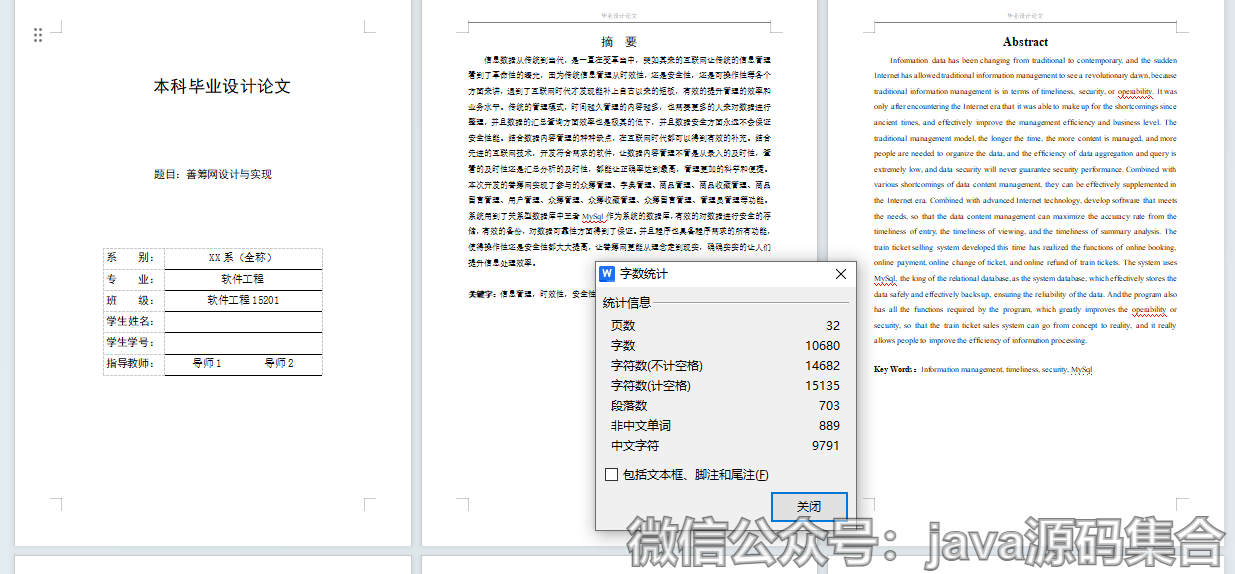 本科毕业设计论文
题目：善筹网设计与实现
系　　别： XX 系（全称）
专　　业： 软件工程
班　　级： 软件工程 15201
学生姓名：
学生学号：
指导教师： 导师 1 导师 2
毕业设计论文
摘　要
信息数据从传统到当代，是一直在变革当中，突如其来的互联网让传统的信息管理
看到了革命性的曙光，因为传统信息管理从时效性，还是安全性，还是可操作性等各个
方面来讲，遇到了互联网时代才发现能补上自古以来的短板，有效的提升管理的效率和
业务水平。传统的管理模式，时间越久管理的内容越多，也需要更多的人来对数据进行
整理，并且数据的汇总查询方面效率也是极其的低下，并且数据安全方面永远不会保证
安全性能。结合数据内容管理的种种缺点，在互联网时代都可以得到有效的补充。结合
先进的互联网技术，开发符合需求的软件，让数据内容管理不管是从录入的及时性，查
看的及时性还是汇总分析的及时性，都能让正确率达到最高，管理更加的科学和便捷。
本次开发的善筹网实现了参与的众筹管理、字典管理、商品管理、商品收藏管理、商品
留言管理、用户管理、众筹管理、众筹收藏管理、众筹留言管理、管理员管理等功能。
系统用到了关系型数据库中王者 MySql 作为系统的数据库，有效的对数据进行安全的存
储，有效的备份，对数据可靠性方面得到了保证。并且程序也具备程序需求的所有功能，
使得操作性还是安全性都大大提高，让善筹网更能从理念走到现实，确确实实的让人们
提升信息处理效率。
关键字：信息管理，时效性，安全性
毕业设计论文
Abstract
Information data has been changing from traditional to contemporary, and the sudden
Internet has allowed traditional information management to see a revolutionary dawn, because
traditional information management is in terms of timeliness, security, or operability. It was
only after encountering the Internet era that it was able to make up for the shortcomings since
ancient times, and effectively improve the management efficiency and business level. The
traditional management model, the longer the time, the more content is managed, and more
people are needed to organize the data, and the efficiency of data aggregation and query is
extremely low, and data security will never guarantee security performance. Combined with
various shortcomings of data content management, they can be effectively supplemented in
the Internet era. Combined with advanced Internet technology, develop software that meets
the needs, so that the data content management can maximize the accuracy rate from the
timeliness of entry, the timeliness of viewing, and the timeliness of summary analysis. The
train ticket selling system developed this time has realized the functions of online booking,
online payment, online change of ticket, and online refund of train tickets. The system uses
MySql, the king of the relational database, as the system database, which effectively stores the
data safely and effectively backs up, ensuring the reliability of the data. And the program also
has all the functions required by the program, which greatly improves the operability or
security, so that the train ticket sales system can go from concept to reality, and it really
allows people to improve the efficiency of information processing.
Key Words：Information management, timeliness, security, MySql
W 字数统计
统计信息
页数 32
字数 10680
字符数(不计空格) 14682
字符数(计空格) 15135
段落数 703
非中文单词 889
中文字符 9791
包括文本框、脚注和尾注(F)
关闭
微信公众号：java源码集合